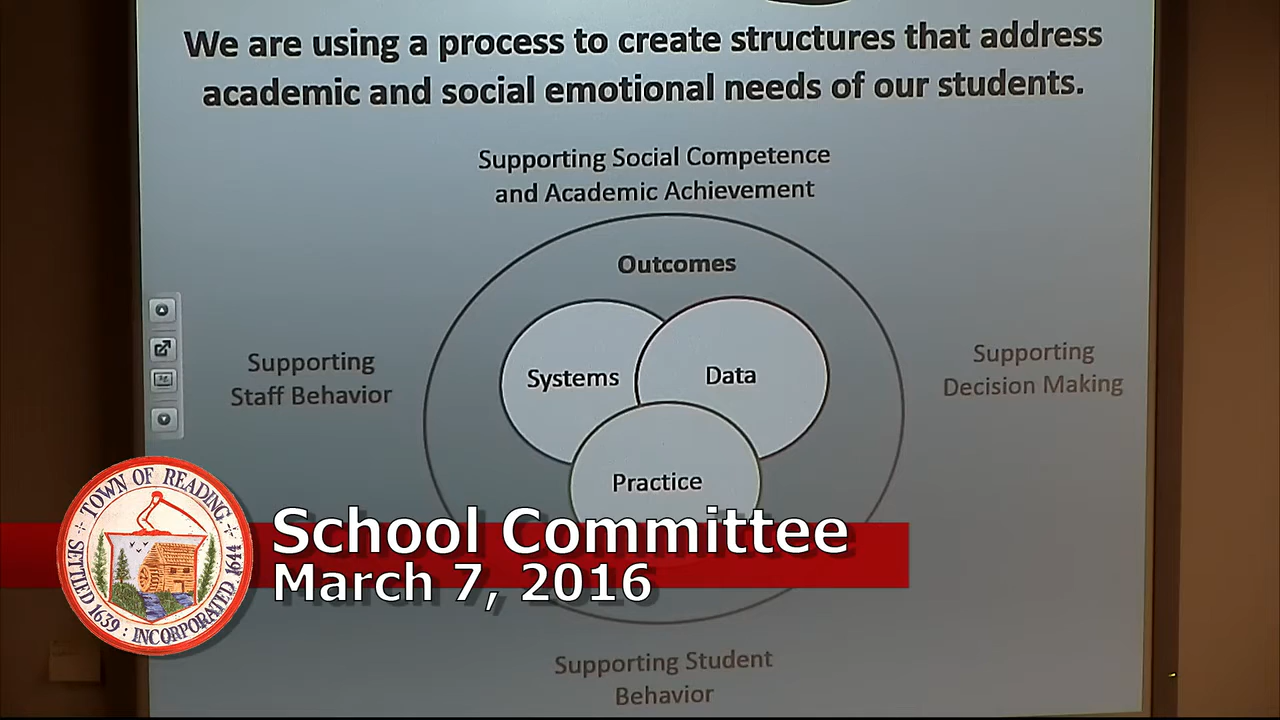 We are using a process to create structures that address
academic and social emotional needs of our students.
Supporting Social Competence
and Academic Achievement
Outcomes
Systems
Data
Supporting
Staff Behavior
Supporting
Decision Making
Practice
TOWN OF READING
SETTLED 1639 : INCORPORATED 1644
School Committee
March 7, 2016
Supporting Student
Behavior